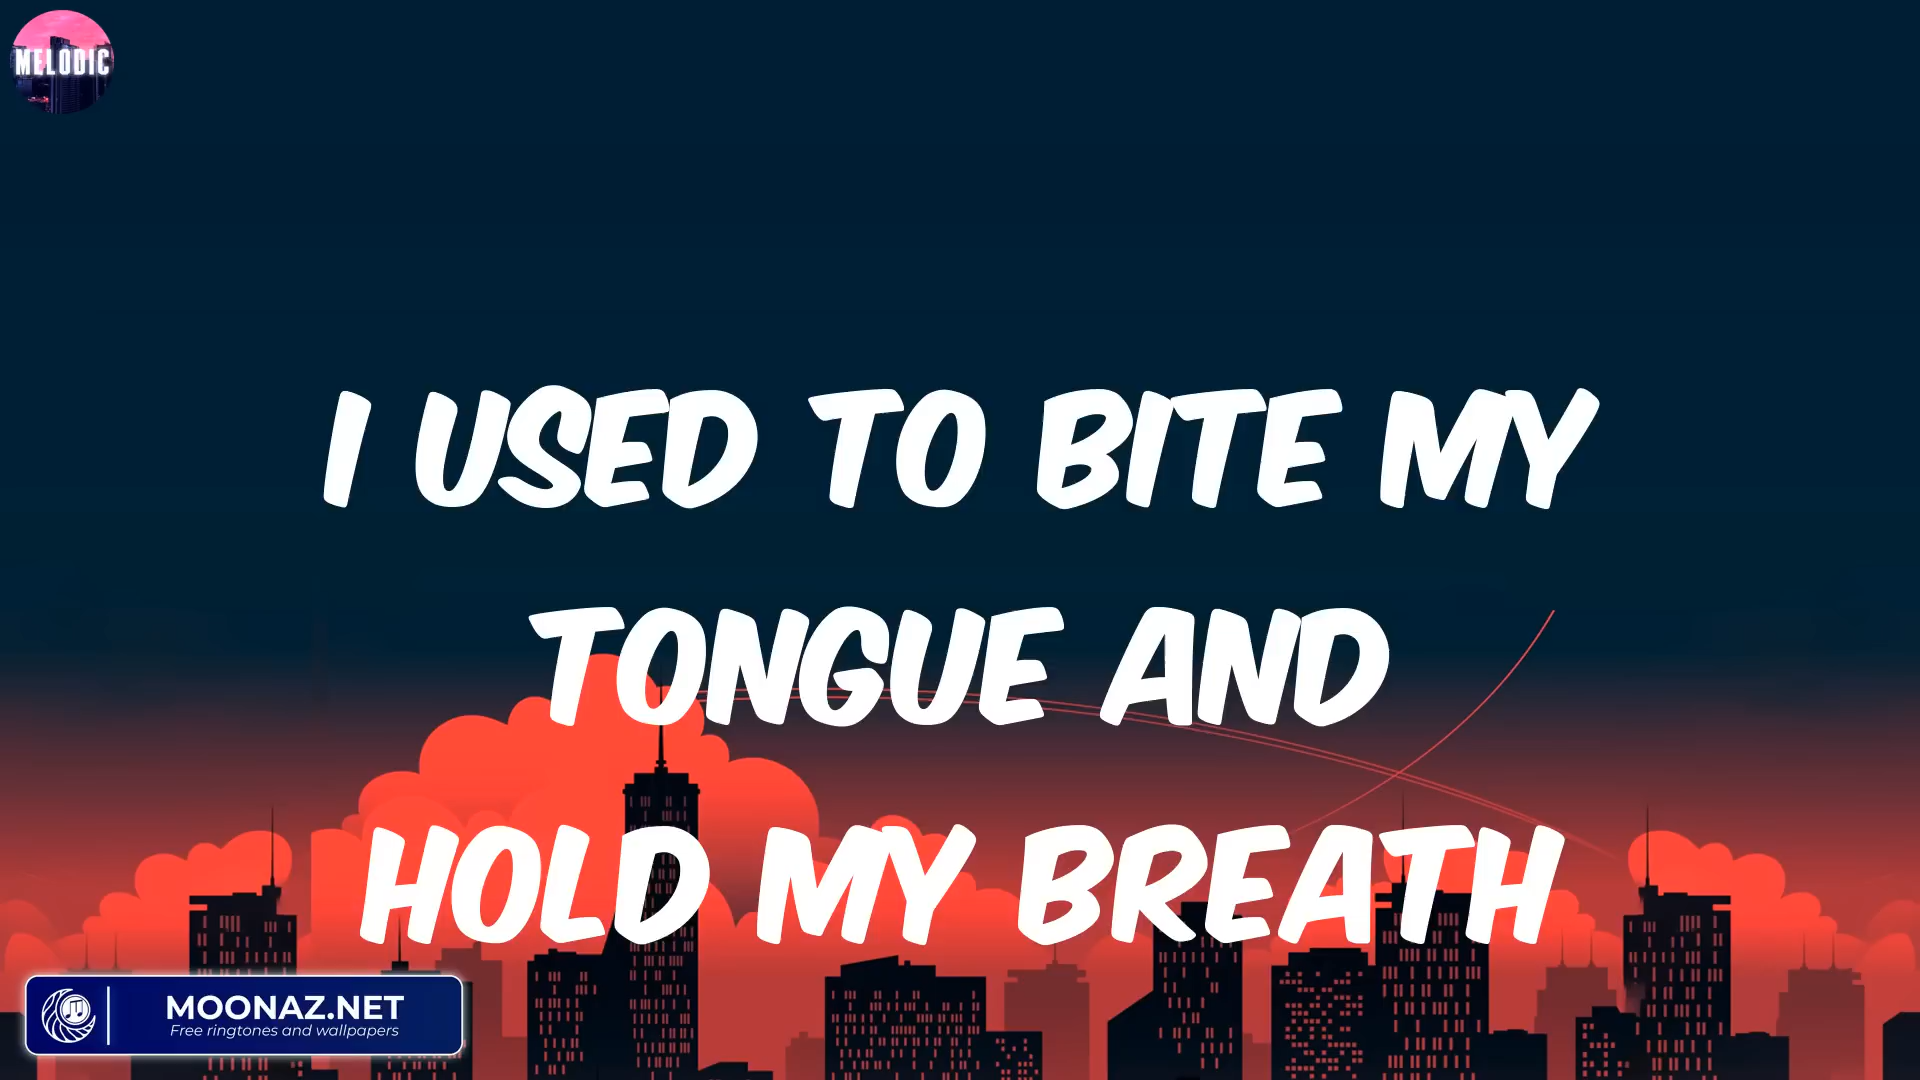 MELODIC
I USED TO BITE MY
TONGUE AND
HOLD MY BREATH
MOONAZ.NET
Free ringtones and wallpapers